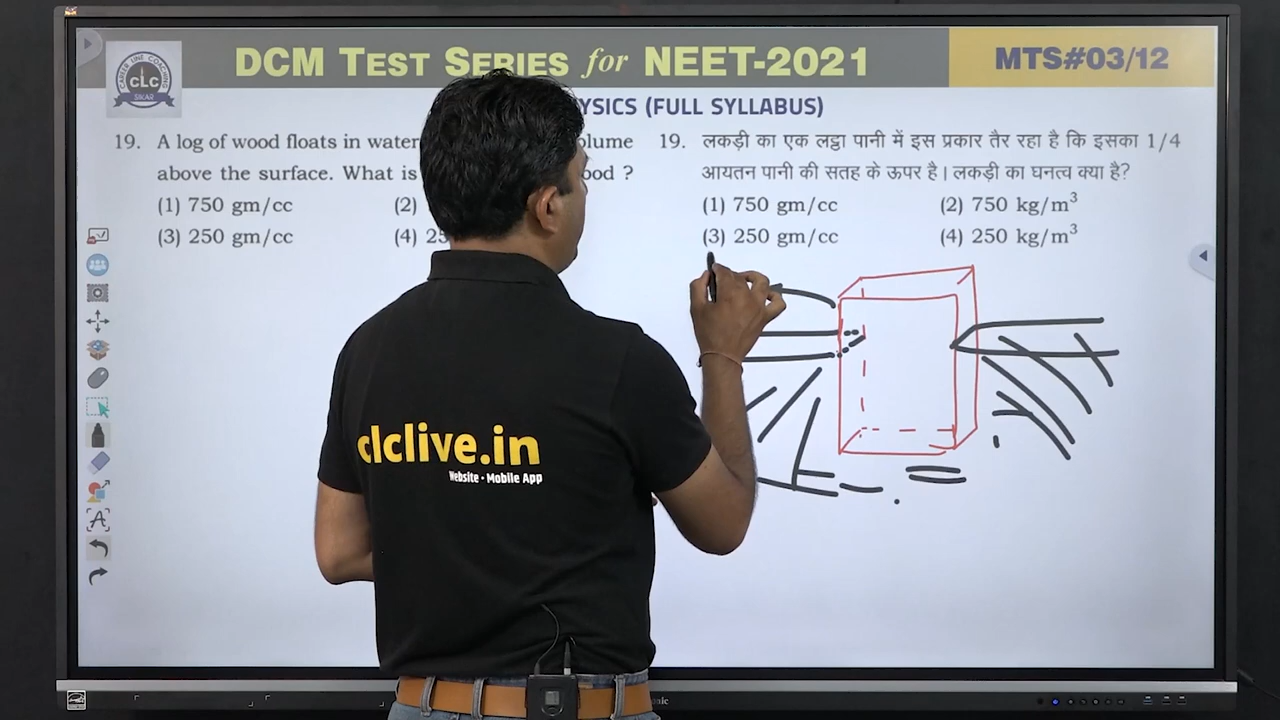 DCM TEST SERIES for NEET-2021
MTS#03/12
CAREER LINE COACHING
CLC
SIKAR
YSICS (FULL SYLLABUS)
19. A log of wood floats in water olume
above the surface. What is ood ?
(1) 750 gm/cc (2)
(3) 250 gm/cc (4) 25
19. लकड़ी का एक लट्ठा पानी में इस प्रकार तैर रहा है कि इसका 1/4
आयतन पानी की सतह के ऊपर है। लकड़ी का घनत्व क्या है?
(1) 750 gm/cc (2) 750 kg/m³
(3) 250 gm/cc (4) 250 kg/m³
clclive.in
Website • Mobile App